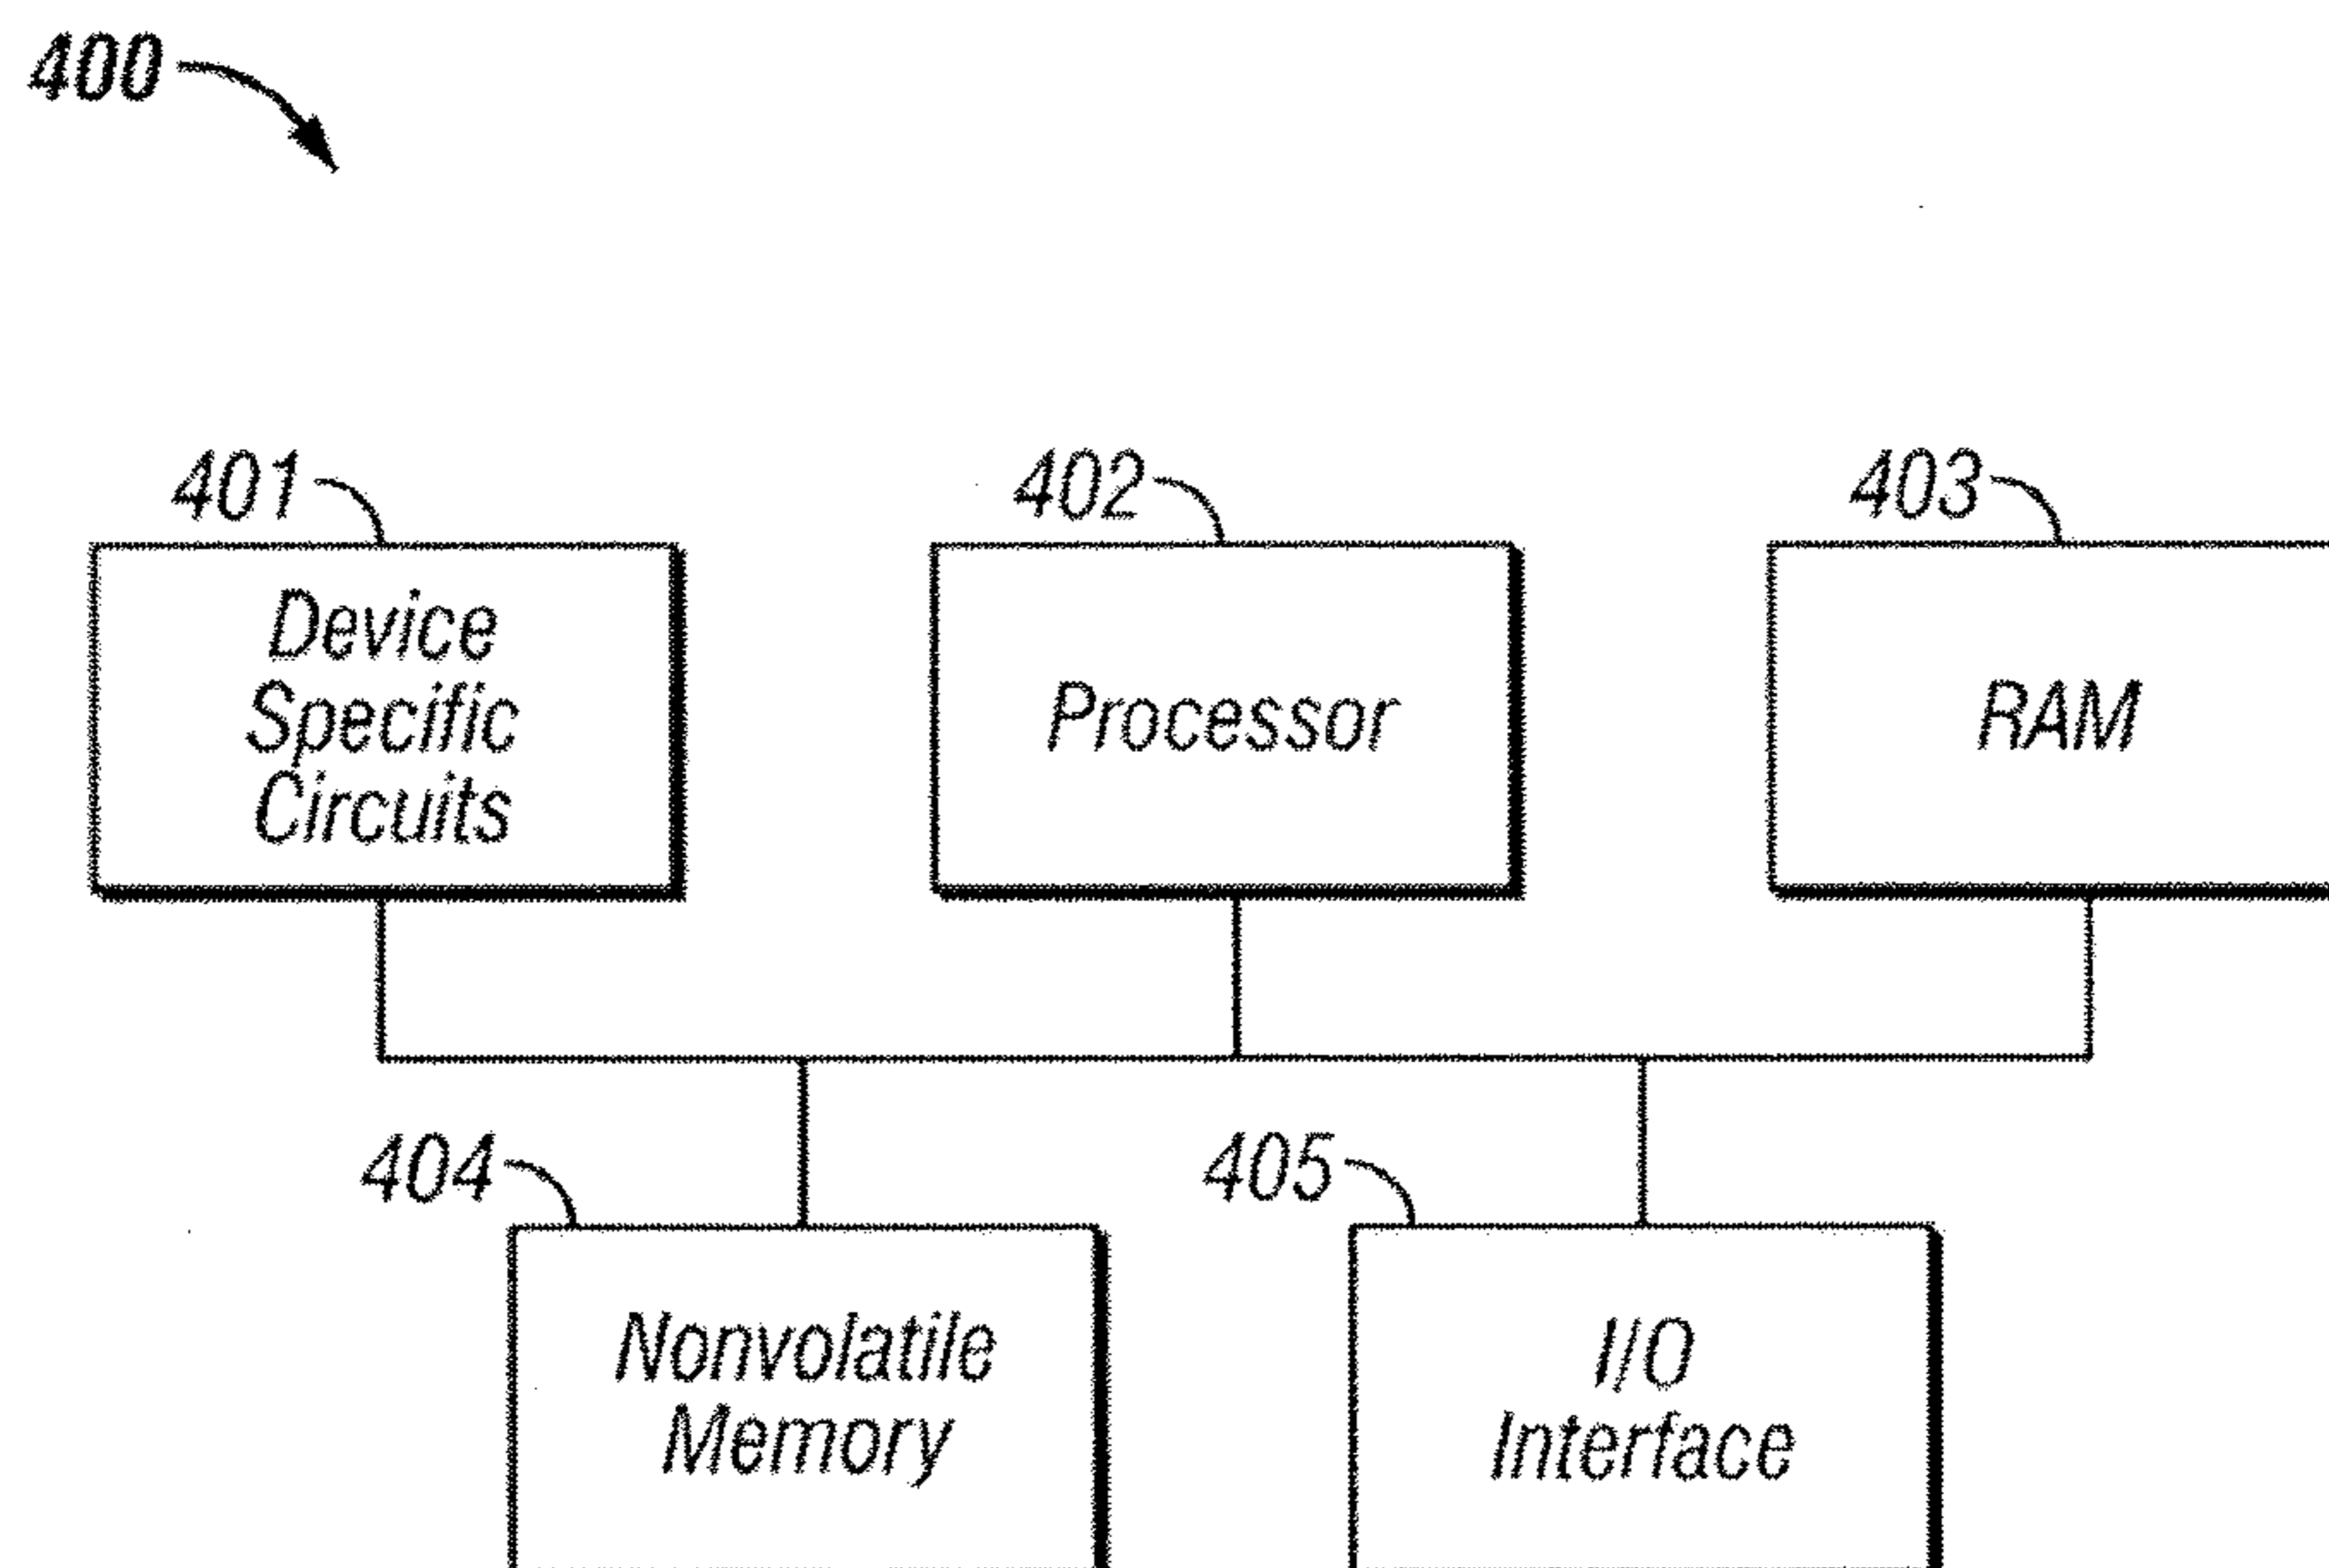 400
401
402
403
Device
Specific
Circuits
Processor
RAM
404
405
Nonvolatile
Memory
I/O
Interface